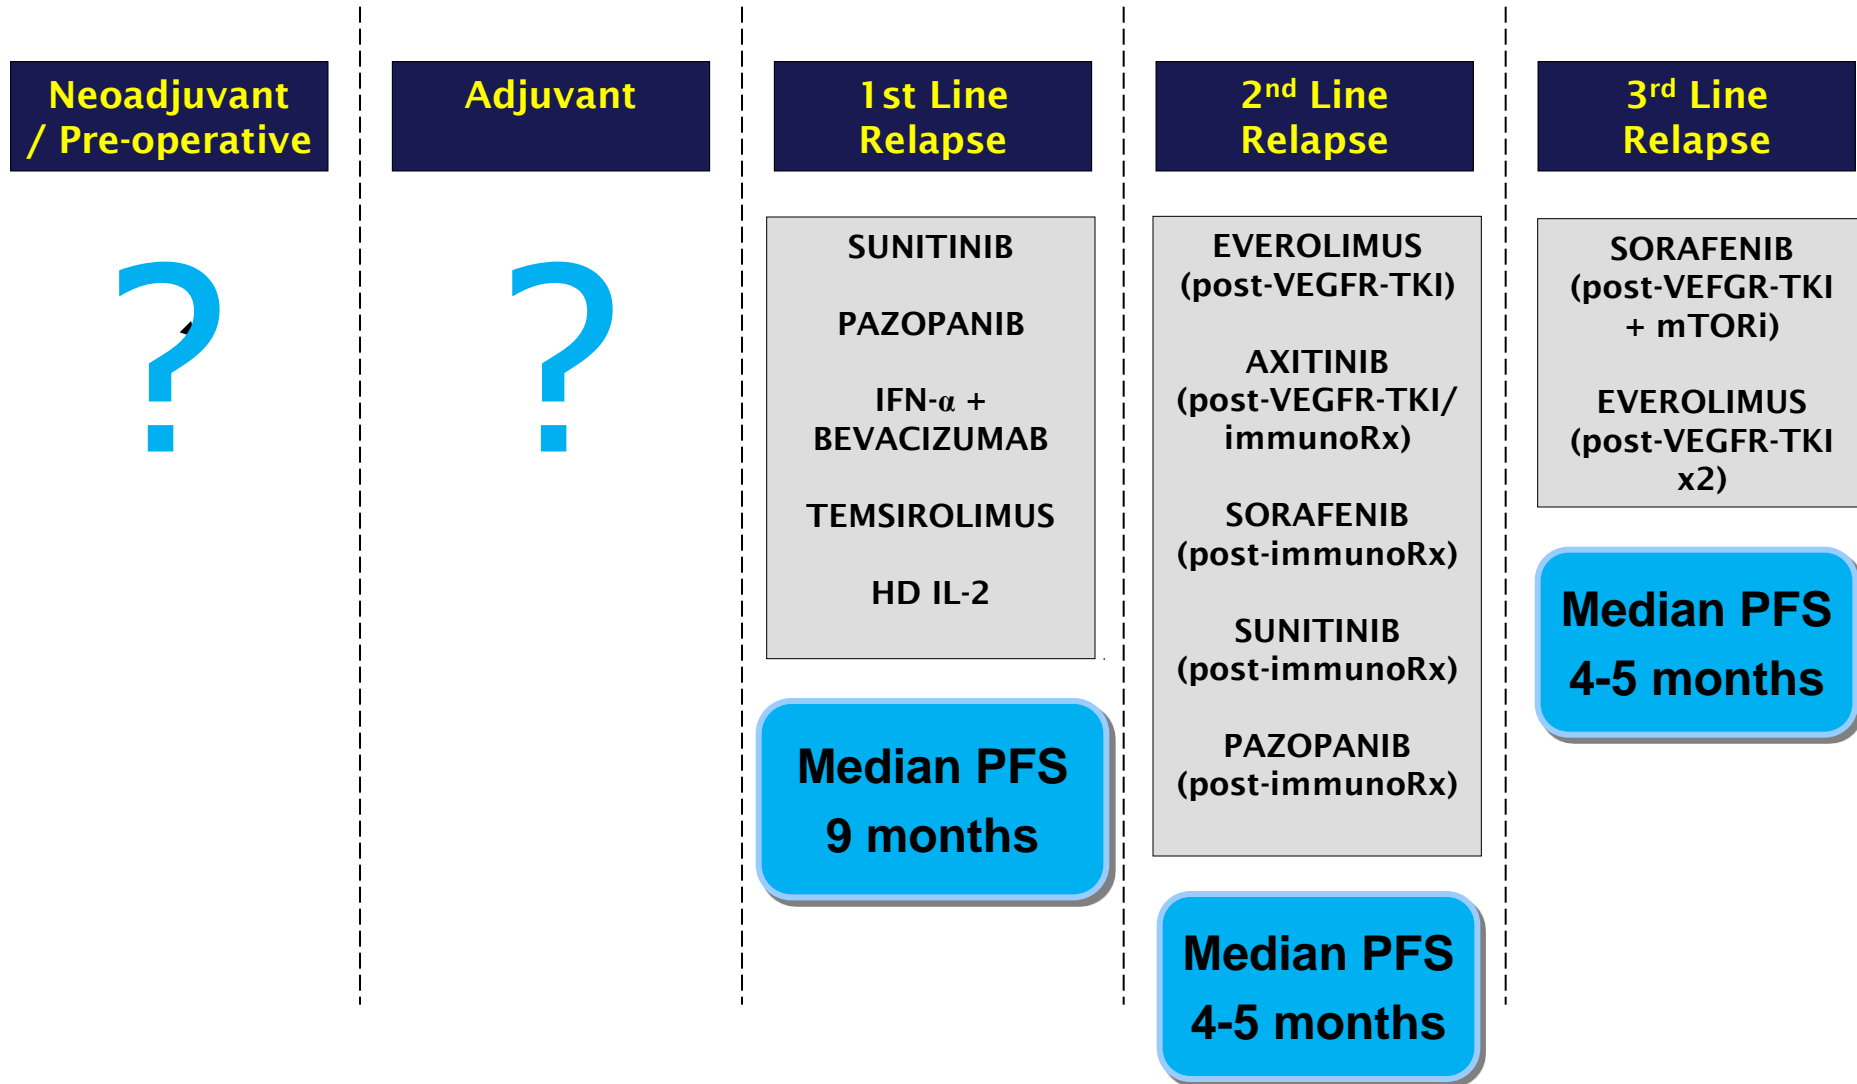 Neoadjuvant
/ Pre-operative
?
Adjuvant
?
1st Line
Relapse
SUNITINIB
PAZOPANIB
IFN-α +
BEVACIZUMAB
TEMSIROLIMUS
HD IL-2
Median PFS
9 months
2nd Line
Relapse
EVEROLIMUS
(post-VEGFR-TKI)
AXITINIB
(post-VEGFR-TKI/
immunoRx)
SORAFENIB
(post-immunoRx)
SUNITINIB
(post-immunoRx)
PAZOPANIB
(post-immunoRx)
Median PFS
4-5 months
3rd Line
Relapse
SORAFENIB
(post-VEFGR-TKI
+ mTORi)
EVEROLIMUS
(post-VEGFR-TKI
x2)
Median PFS
4-5 months